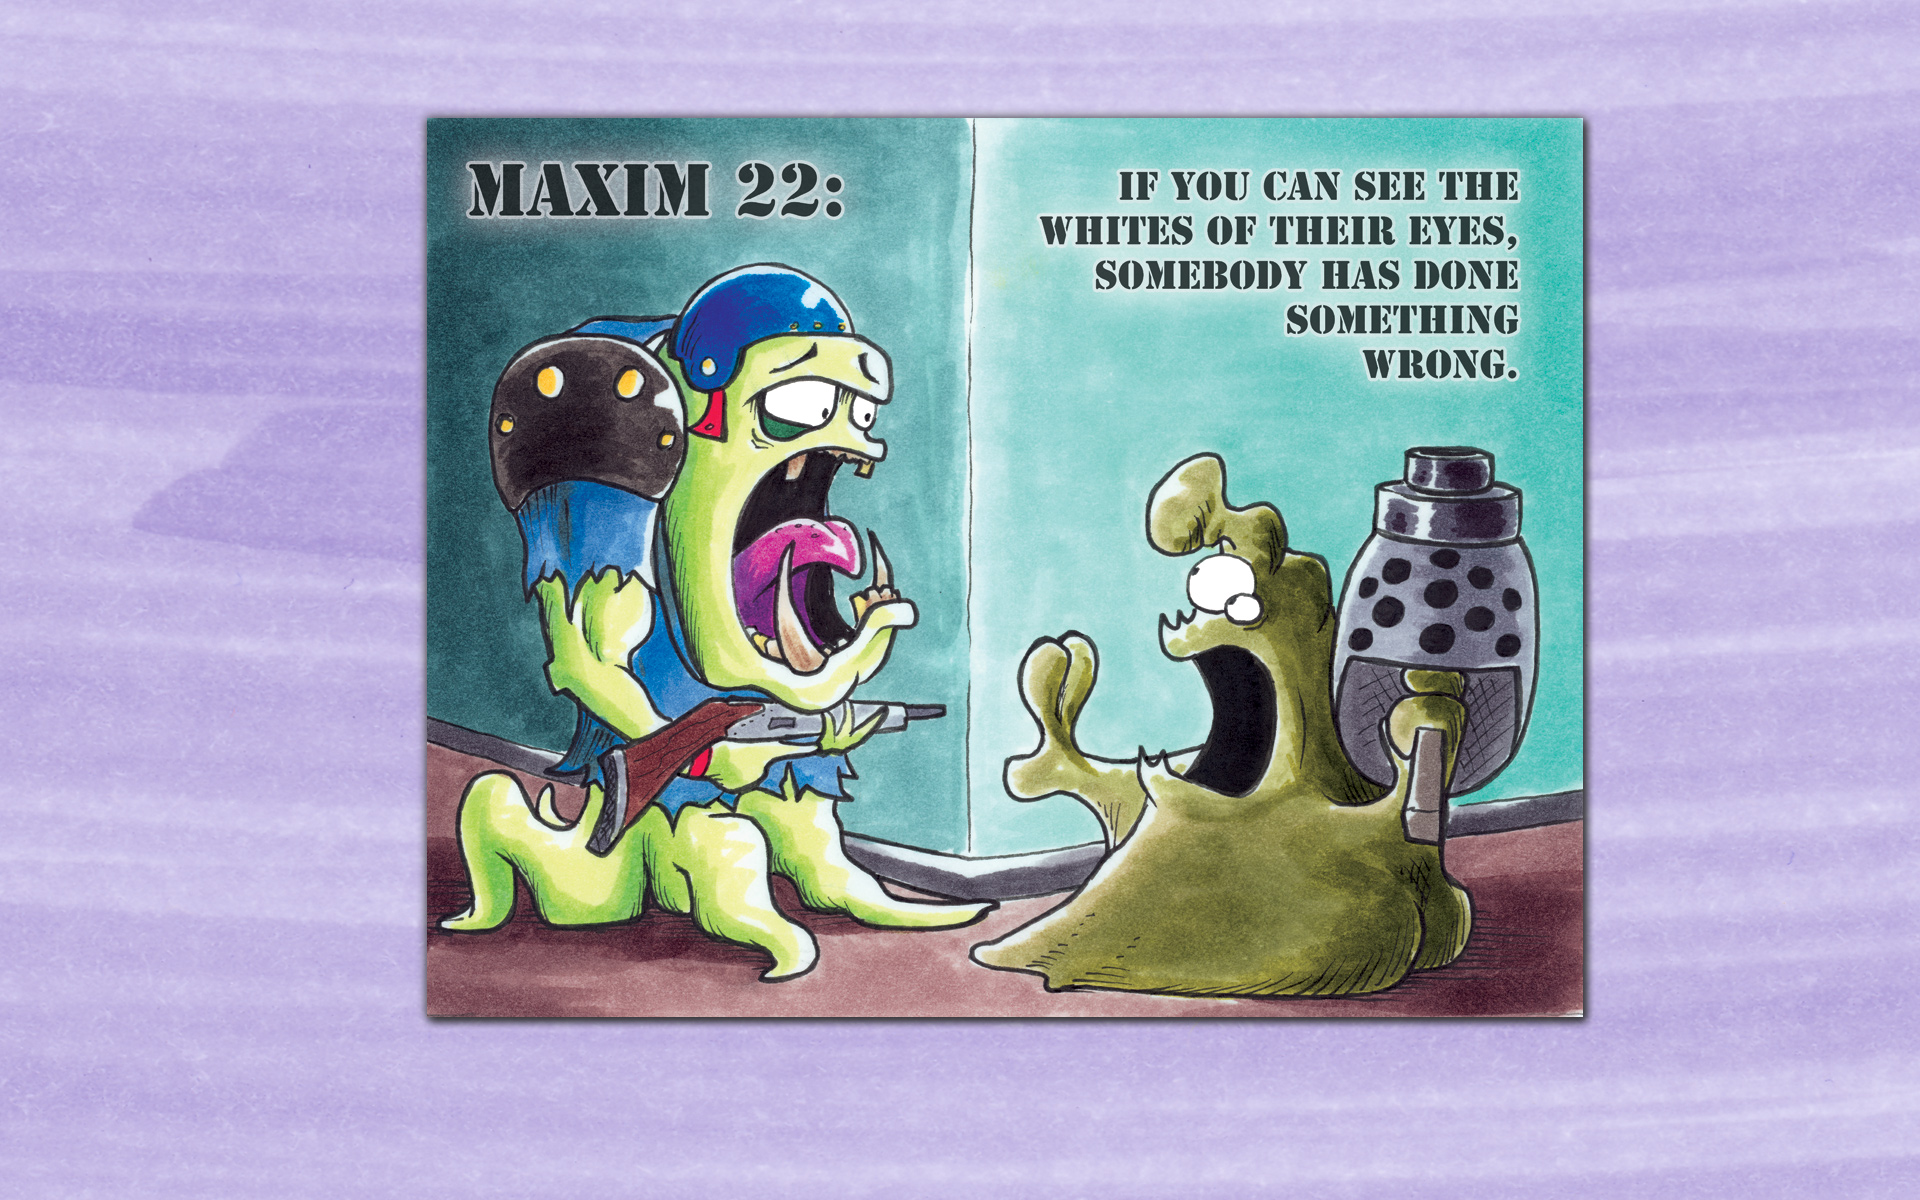 MAXIM 22:
IF YOU CAN SEE THE
WHITES OF THEIR EYES,
SOMEBODY HAS DONE
SOMETHING
WRONG.